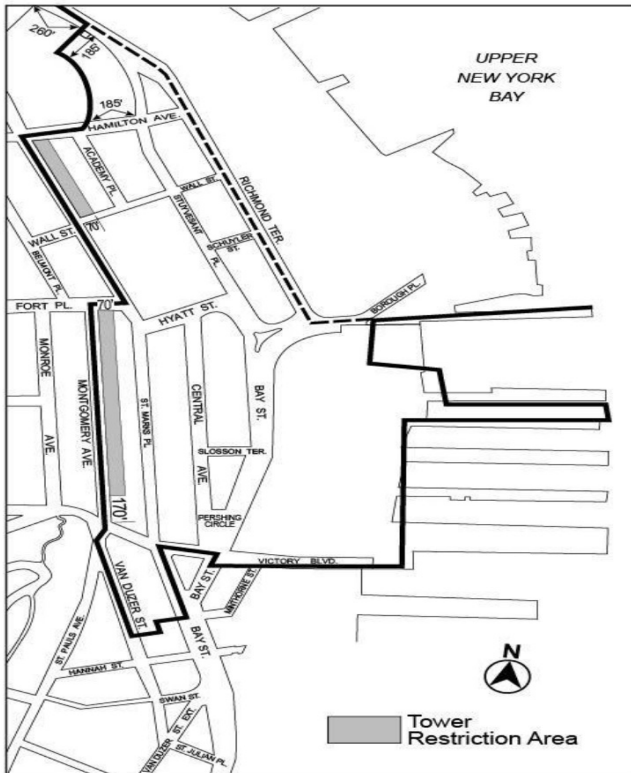 260'
185'
UPPER
NEW YORK
BAY
185'
HAMILTON AVE.
ACADEMY PL.
WALL ST.
RICHMOND TER.
STUYVESANT
PL.
70'
SCHUYLER
ST.
WALL ST.
BELMONT PL.
BOROUGH PL.
FORT PL.
70'
HYATT ST.
MONROE
AVE.
MONTGOMERY AVE.
ST. MARKS PL.
CENTRAL
AVE.
BAY ST.
SLOSSON TER.
170'
PERSHING
CIRCLE
VICTORY BLVD.
VAN DUZER ST.
BAY ST.
MINTHORNE ST.
ST. PAULS AVE
BAY ST.
HANNAH ST.
SWAN ST.
VAN DUZER ST. EXT.
ST. JULIAN PL.
N
Tower
Restriction Area